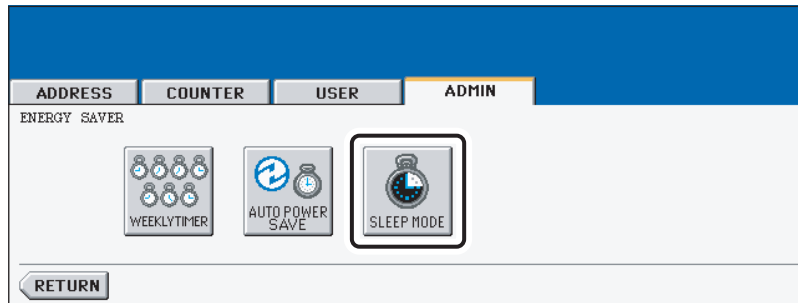 ADDRESS COUNTER USER ADMIN
ENERGY SAVER
WEEKLYTIMER
AUTO POWER
SAVE
SLEEP MODE
RETURN